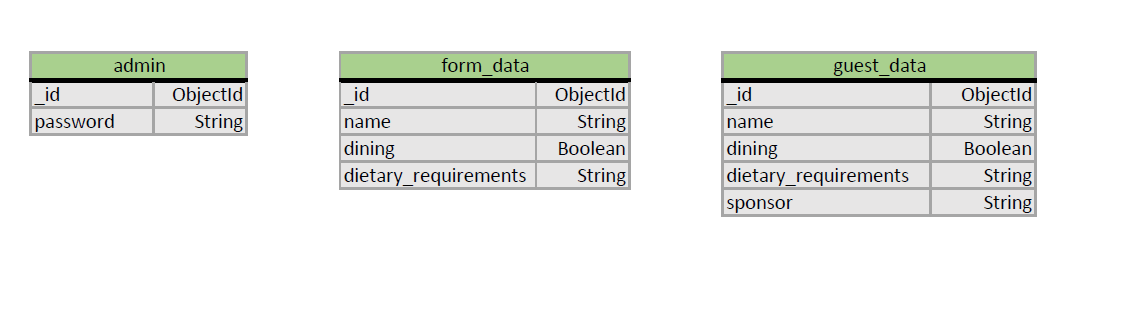 admin
_id ObjectId
password String
form_data
_id ObjectId
name String
dining Boolean
dietary_requirements String
guest_data
_id ObjectId
name String
dining Boolean
dietary_requirements String
sponsor String